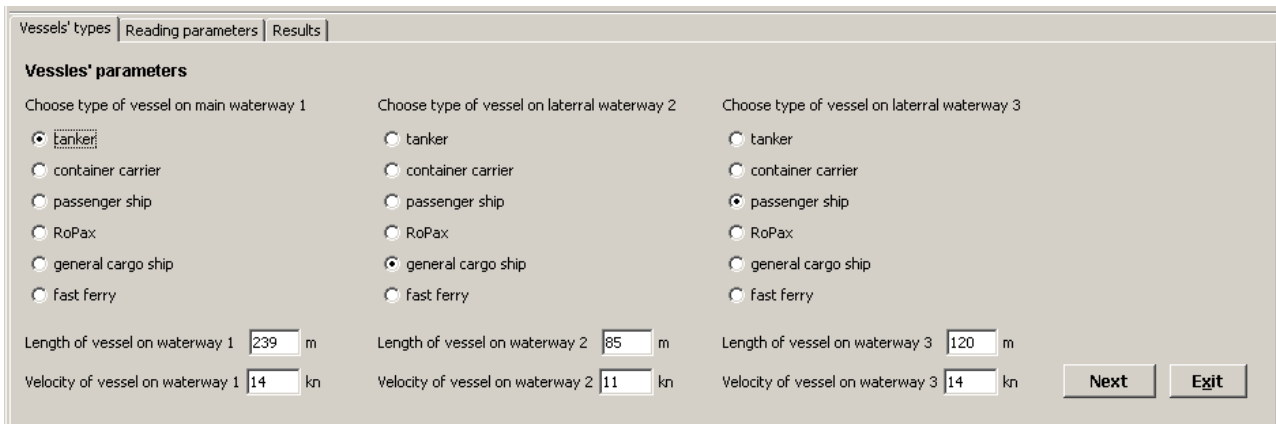 Vessels' types Reading parameters Results
Vessles' parameters
Choose type of vessel on main waterway 1 Choose type of vessel on laterral waterway 2 Choose type of vessel on laterral waterway 3
tanker tanker tanker
container carrier container carrier container carrier
passenger ship passenger ship passenger ship
RoPax RoPax RoPax
general cargo ship general cargo ship general cargo ship
fast ferry fast ferry fast ferry
Length of vessel on waterway 1 239 m Length of vessel on waterway 2 85 m Length of vessel on waterway 3 120 m
Velocity of vessel on waterway 1 14 kn Velocity of vessel on waterway 2 11 kn Velocity of vessel on waterway 3 14 kn Next Exit